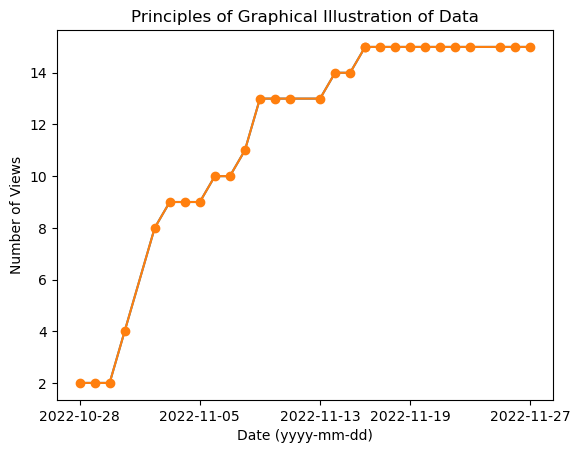 Principles of Graphical Illustration of Data
14
12
10
8
6
4
2
Number of Views
2022-10-28 2022-11-05 2022-11-13 2022-11-19 2022-11-27
Date (yyyy-mm-dd)